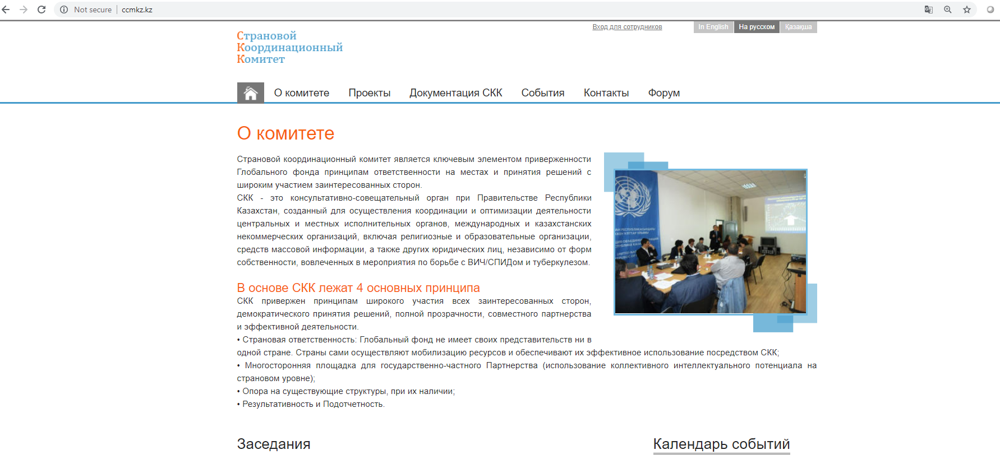 Not secure
ccmkz.kz
Вход для сотрудников
In English
На русском
Қазақша
Страновой
Координационный
Комитет
О комитете
Проекты
Документация СКК
События
Контакты
Форум
О комитете
Страновой координационный комитет является ключевым элементом приверженности
Глобального фонда принципам ответственности на местах и принятия решений с
широким участием заинтересованных сторон.
СКК - это консультативно-совещательный орган при Правительстве Республики
Казахстан, созданный для осуществления координации и оптимизации деятельности
центральных и местных исполнительных органов, международных и казахстанских
некоммерческих организаций, включая религиозные и образовательные организации,
средств массовой информации, а также других юридических лиц, независимо от форм
собственности, вовлеченных в мероприятия по борьбе с ВИЧ/СПИДом и туберкулезом.
В основе СКК лежат 4 основных принципа
СКК привержен принципам широкого участия всех заинтересованных сторон,
демократического принятия решений, полной прозрачности, совместного партнерства
и эффективной деятельности.
• Страновая ответственность: Глобальный фонд не имеет своих представительств ни в
одной стране. Страны сами осуществляют мобилизацию ресурсов и обеспечивают их эффективное использование посредством СКК;
• Многосторонняя площадка для государственно-частного Партнерства (использование коллективного интеллектуального потенциала на
страновом уровне);
• Опора на существующие структуры, при их наличии;
• Результативность и Подотчетность.
Заседания
Календарь событий